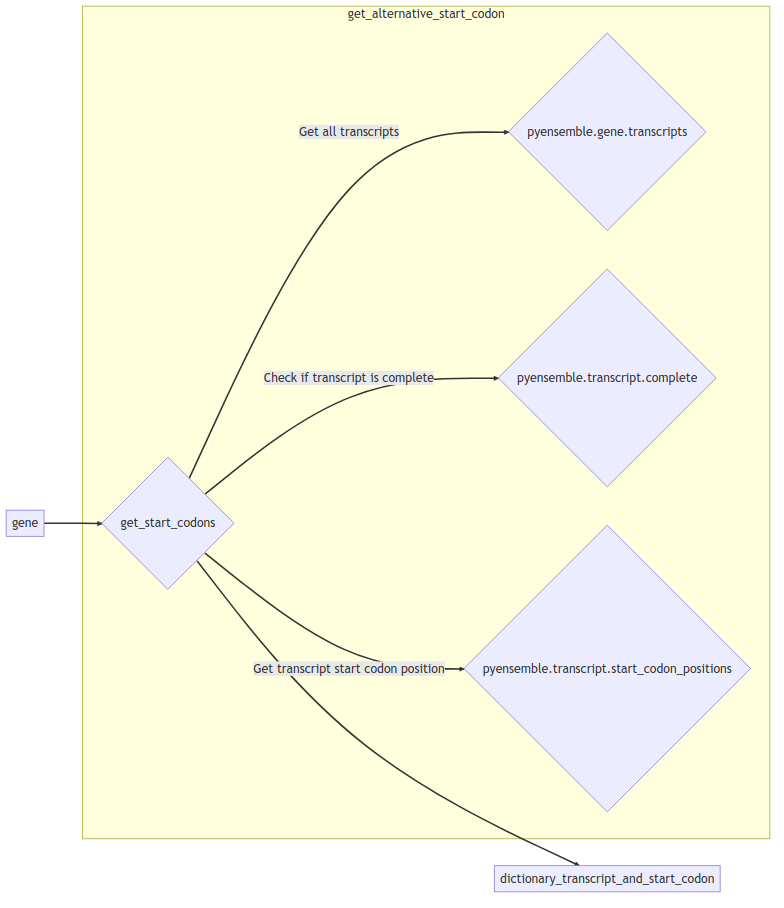 get_alternative_start_codon
Get all transcripts
pyensemble.gene.transcripts
Check if transcript is complete
pyensemble.transcript.complete
gene
get_start_codons
Get transcript start codon position
pyensemble.transcript.start_codon_positions
dictionary_transcript_and_start_codon